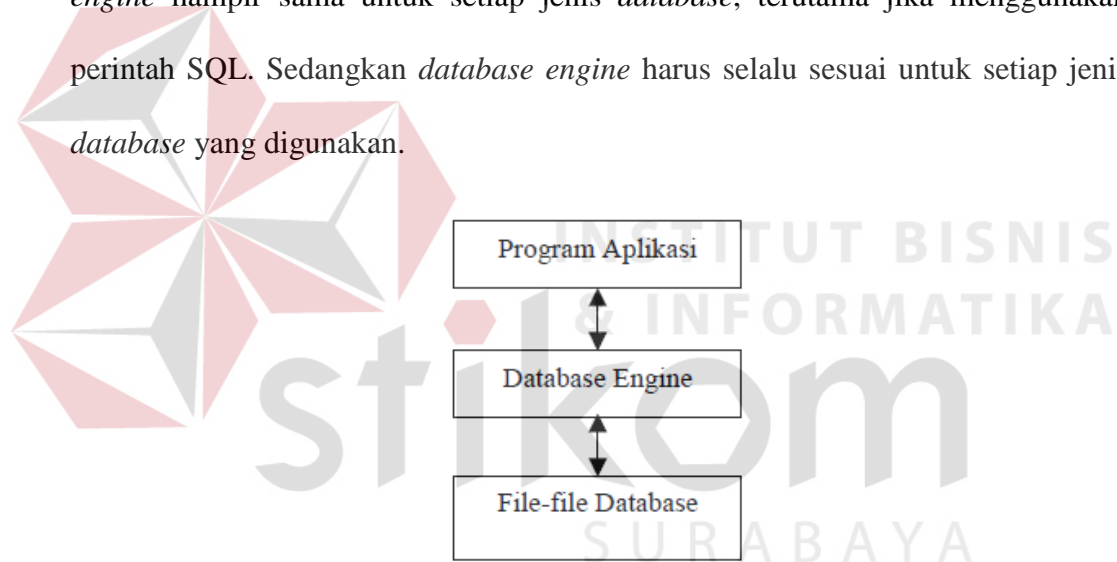 engine hampir sama untuk setiap jenis database, terutama jika menggunakan
perintah SQL. Sedangkan database engine harus selalu sesuai untuk setiap jeni
database yang digunakan.
INSTITUT BISNIS
& INFORMATIKA
stikom
SURABAYA
Program Aplikasi
Database Engine
File-file Database